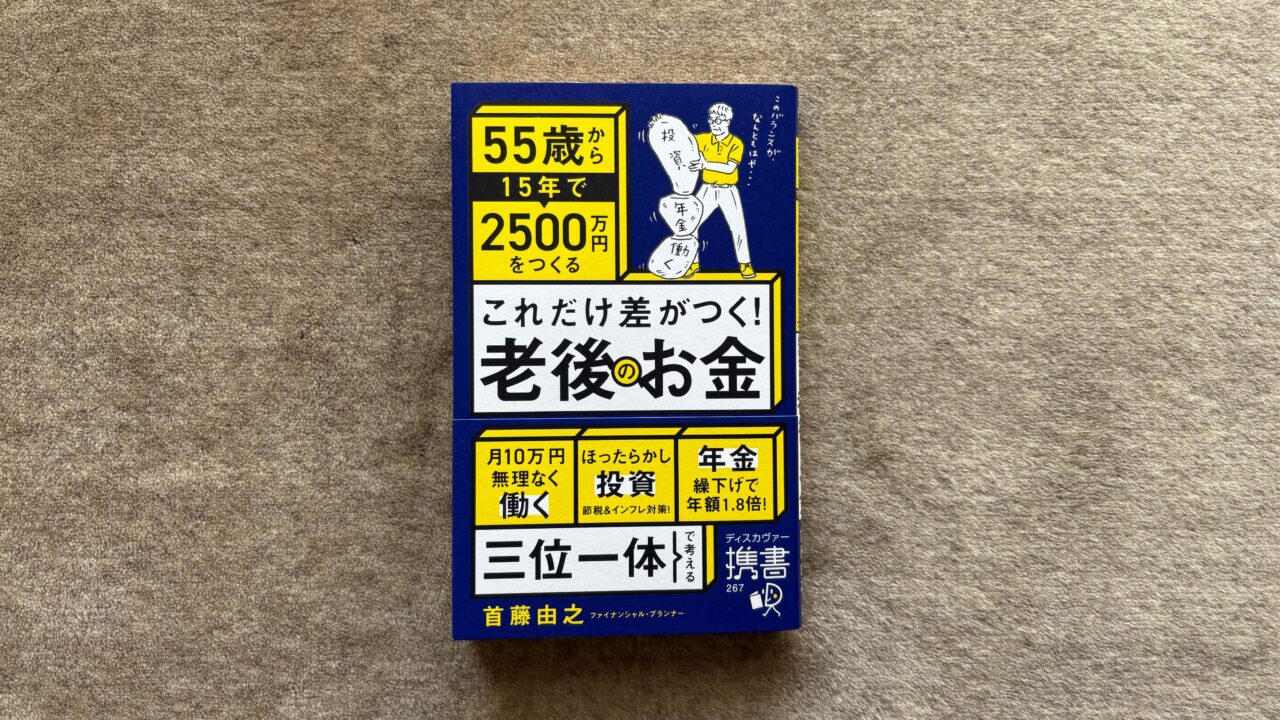 55歳から
15年で
2500万円
をつくる
このバランスが、
なんともはや・・・
投資
年金
働く
これだけ差がつく!
老後のお金
月10万円
無理なく
働く
ほったらかし
投資
節税&インフレ対策!
年金
繰下げで
年額1.8倍!
三位一体で考える
ディスカヴァー
携書
267
首藤由之 ファイナンシャル・プランナー